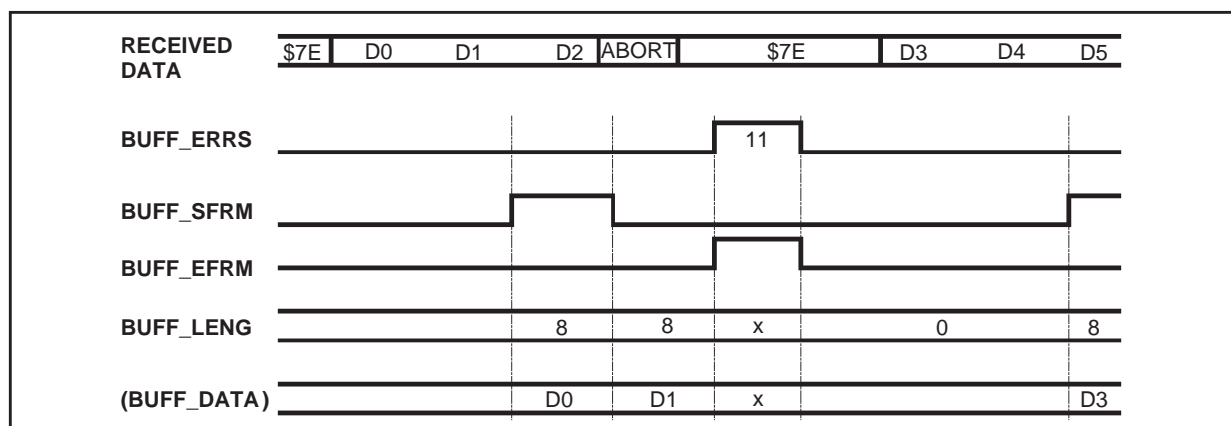 RECEIVED DATA $7E D0 D1 D2 ABORT $7E D3 D4 D5
BUFF_ERRS 11
BUFF_SFRM
BUFF_EFRM
BUFF_LENG 8 8 x 0 8
(BUFF_DATA) D0 D1 x D3